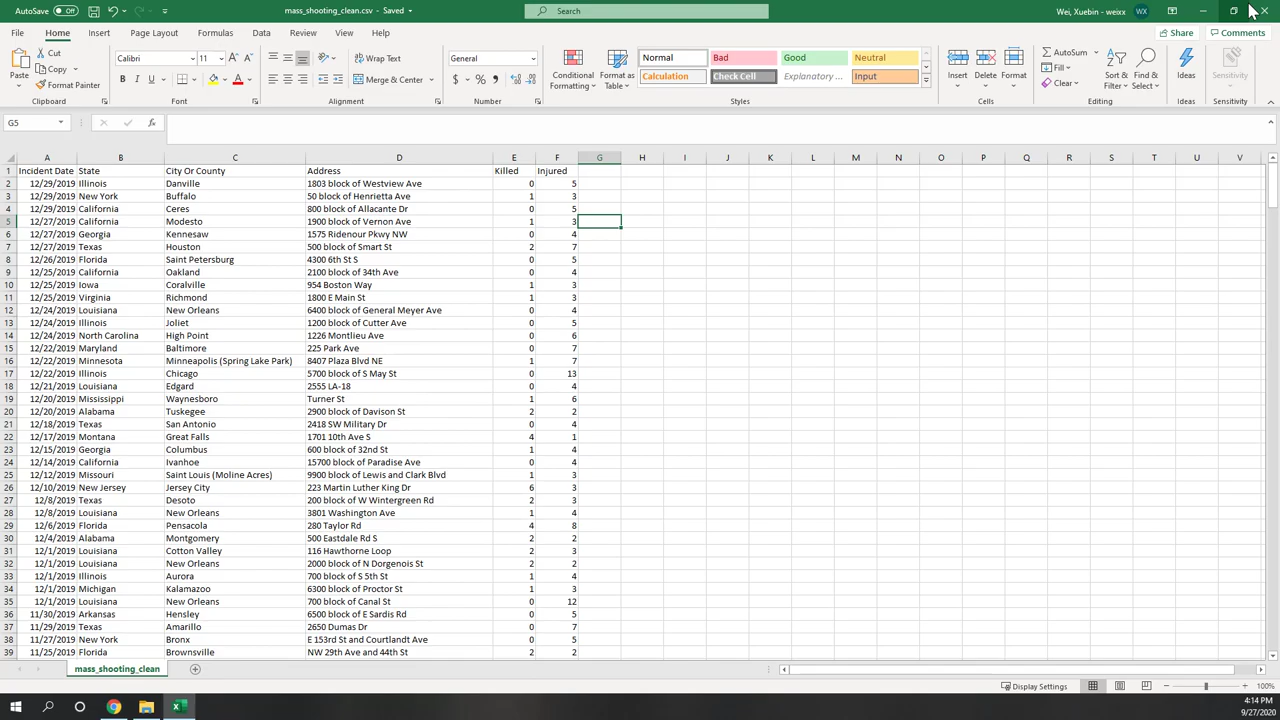 AutoSave Off mass_shooting_clean.csv - Saved Search Wei, Xuebin - weixx WX
File Home Insert Page Layout Formulas Data Review View Help Share Comments
Paste Cut Copy Format Painter Clipboard
Calibri 11 B I U A A A Font
Wrap Text Merge & Center Alignment
General $ % , Number
Conditional Formatting Format as Table
Normal Bad Good Neutral
Calculation Check Cell Explanatory ... Input Styles
Insert Delete Format Cells
AutoSum Fill Clear Sort & Filter Find & Select Editing
Ideas Ideas Sensitivity Sensitivity
G5 fx
A B C D E F G H I J K L M N O P Q R S T U V
1 Incident Date State City Or County Address Killed Injured
2 12/29/2019 Illinois Danville 1803 block of Westview Ave 0 5
3 12/29/2019 New York Buffalo 50 block of Henrietta Ave 1 3
4 12/29/2019 California Ceres 800 block of Allacante Dr 0 5
5 12/27/2019 California Modesto 1900 block of Vernon Ave 1 3
6 12/27/2019 Georgia Kennesaw 1575 Ridenour Pkwy NW 0 4
7 12/27/2019 Texas Houston 500 block of Smart St 2 7
8 12/26/2019 Florida Saint Petersburg 4300 6th St S 0 5
9 12/25/2019 California Oakland 2100 block of 34th Ave 0 4
10 12/25/2019 Iowa Coralville 954 Boston Way 1 3
11 12/25/2019 Virginia Richmond 1800 E Main St 1 3
12 12/24/2019 Louisiana New Orleans 6400 block of General Meyer Ave 0 4
13 12/24/2019 Illinois Joliet 1200 block of Cutter Ave 0 5
14 12/24/2019 North Carolina High Point 1226 Montlieu Ave 0 6
15 12/22/2019 Maryland Baltimore 225 Park Ave 0 7
16 12/22/2019 Minnesota Minneapolis (Spring Lake Park) 8407 Plaza Blvd NE 1 7
17 12/22/2019 Illinois Chicago 5700 block of S May St 0 13
18 12/21/2019 Louisiana Edgard 2555 LA-18 0 4
19 12/20/2019 Mississippi Waynesboro Turner St 1 6
20 12/20/2019 Alabama Tuskegee 2900 block of Davison St 2 2
21 12/18/2019 Texas San Antonio 2418 SW Military Dr 0 4
22 12/17/2019 Montana Great Falls 1701 10th Ave S 4 1
23 12/15/2019 Georgia Columbus 600 block of 32nd St 1 4
24 12/14/2019 California Ivanhoe 15700 block of Paradise Ave 0 4
25 12/12/2019 Missouri Saint Louis (Moline Acres) 9900 block of Lewis and Clark Blvd 1 3
26 12/10/2019 New Jersey Jersey City 223 Martin Luther King Dr 6 3
27 12/8/2019 Texas Desoto 200 block of W Wintergreen Rd 2 3
28 12/8/2019 Louisiana New Orleans 3801 Washington Ave 1 4
29 12/6/2019 Florida Pensacola 280 Taylor Rd 4 8
30 12/4/2019 Alabama Montgomery 500 Eastdale Rd S 2 2
31 12/1/2019 Louisiana Cotton Valley 116 Hawthorne Loop 2 3
32 12/1/2019 Louisiana New Orleans 2000 block of N Dorgenois St 2 2
33 12/1/2019 Illinois Aurora 700 block of S 5th St 1 4
34 12/1/2019 Michigan Kalamazoo 6300 block of Proctor St 1 3
35 12/1/2019 Louisiana New Orleans 700 block of Canal St 0 12
36 11/30/2019 Arkansas Hensley 6500 block of E Sardis Rd 0 5
37 11/29/2019 Texas Amarillo 2650 Dumas Dr 0 7
38 11/27/2019 New York Bronx E 153rd St and Courtlandt Ave 0 5
39 11/25/2019 Florida Brownsville NW 29th Ave and 44th St 2 2
mass_shooting_clean
Display Settings 100%
4:14 PM
9/27/2020